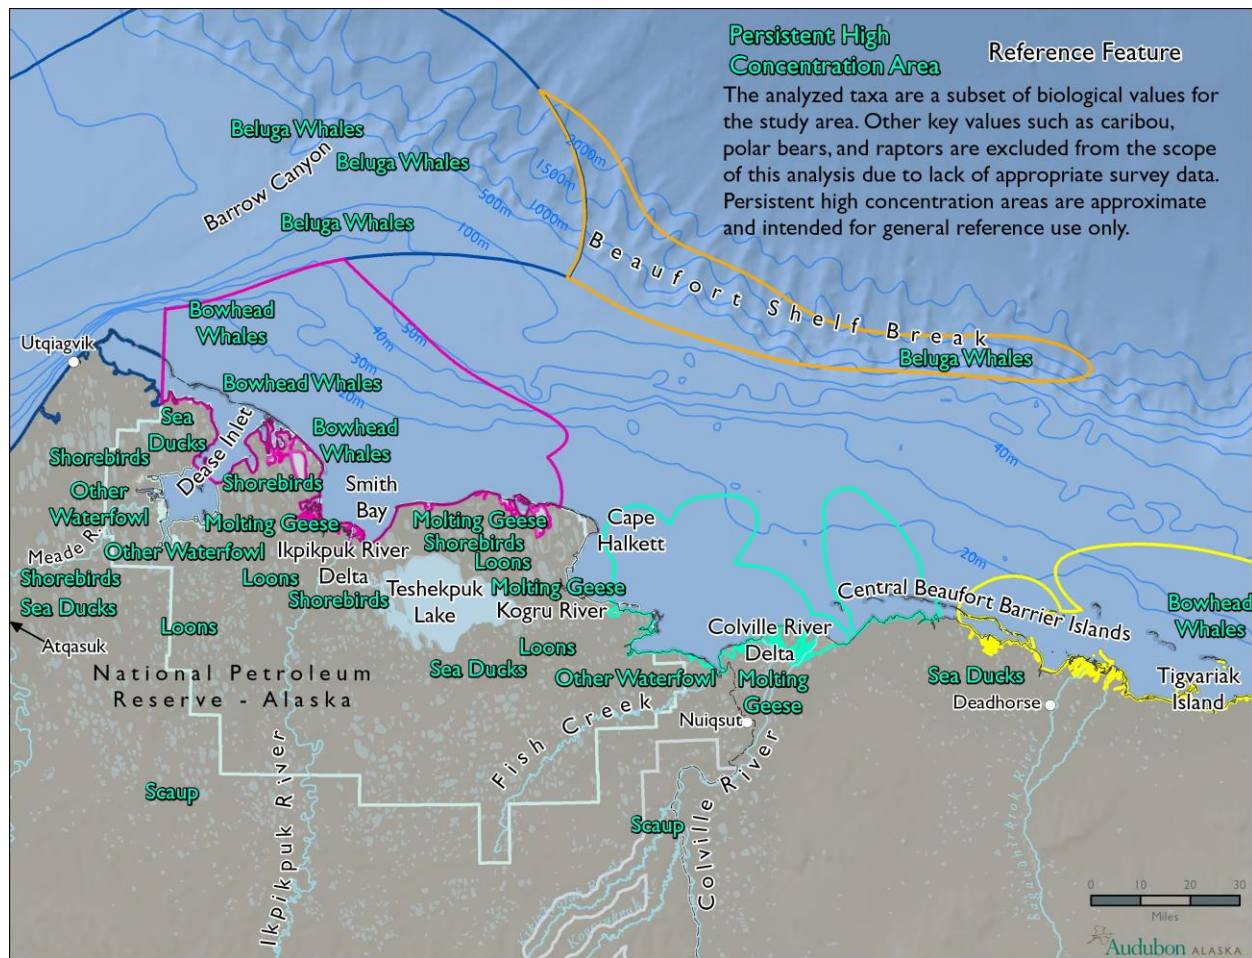 Persistent High
Concentration Area
Reference Feature
The analyzed taxa are a subset of biological values for
the study area. Other key values such as caribou,
polar bears, and raptors are excluded from the scope
of this analysis due to lack of appropriate survey data.
Persistent high concentration areas are approximate
and intended for general reference use only.
Beluga Whales
Beluga Whales
Barrow Canyon
Beluga Whales
2000m
1500m
1000m
500m
100m
Beaufort Shelf Break
Beluga Whales
Bowhead
Whales
50m
40m
30m
20m
Utqiagvik
Bowhead Whales
Sea
Ducks
Dease Inlet
Bowhead
Whales
40m
Shorebirds
Shorebirds
Smith
Bay
Other
Waterfowl
Molting Geese
Molting Geese
Cape
Halkett
Meade R.
Other Waterfowl
Ikpikpuk River
Delta
Shorebirds
Loons
20m
Shorebirds
Loons
Shorebirds
Teshekpuk
Lake
Molting Geese
Kogru River
Central Beaufort Barrier Islands
Bowhead
Whales
Sea Ducks
Loons
Atqasuk
Colville River
Delta
Loons
Sea Ducks
Other Waterfowl
Molting
Geese
Sea Ducks
Tigvariak
Island
National Petroleum
Reserve - Alaska
Deadhorse
Nuiqsut
Fish Creek
Ikpikpuk River
Colville River
Scaup
Scaup
Sagavanirktok River
0 10 20 30
Miles
Audubon ALASKA